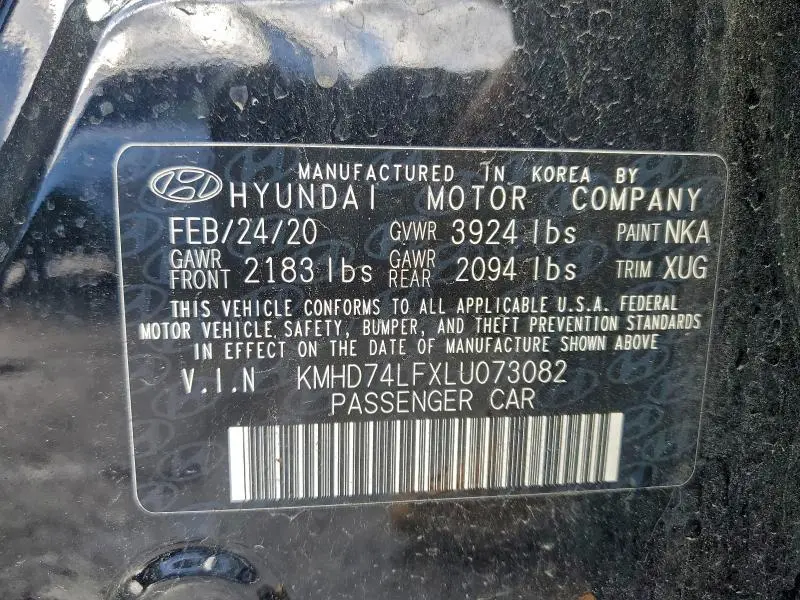 MANUFACTURED IN KOREA BY
HYUNDAI MOTOR COMPANY
FEB/24/20 GVWR 3924 lbs PAINT NKA
GAWR FRONT 2183 lbs GAWR REAR 2094 lbs TRIM XUG
THIS VEHICLE CONFORMS TO ALL APPLICABLE U.S.A. FEDERAL
MOTOR VEHICLE SAFETY, BUMPER, AND THEFT PREVENTION STANDARDS
IN EFFECT ON THE DATE OF MANUFACTURE SHOWN ABOVE.
V.I.N KMHD74LFXLU073082
PASSENGER CAR